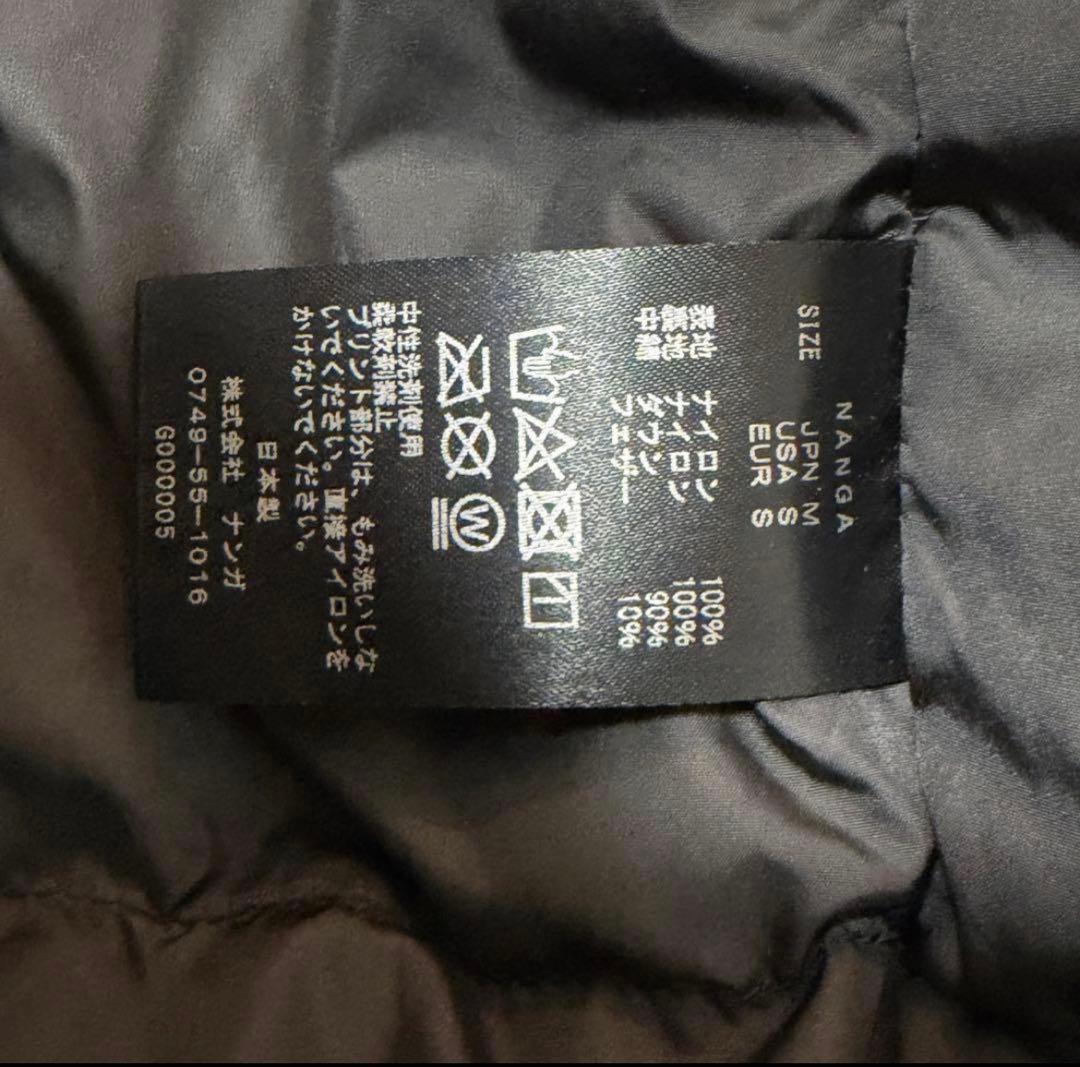 NANGA
SIZE JPN M
USA S
EUR S
表地 ナイロン 100%
裏地 ナイロン 100%
中綿 ダウン 90%
フェザー 10%
W
中性洗剤使用
柔軟剤禁止
プリント部分は、もみ洗いしな
いでください。直接アイロンを
かけないでください。
日本製
株式会社 ナンガ
0749-55-1016
G000005